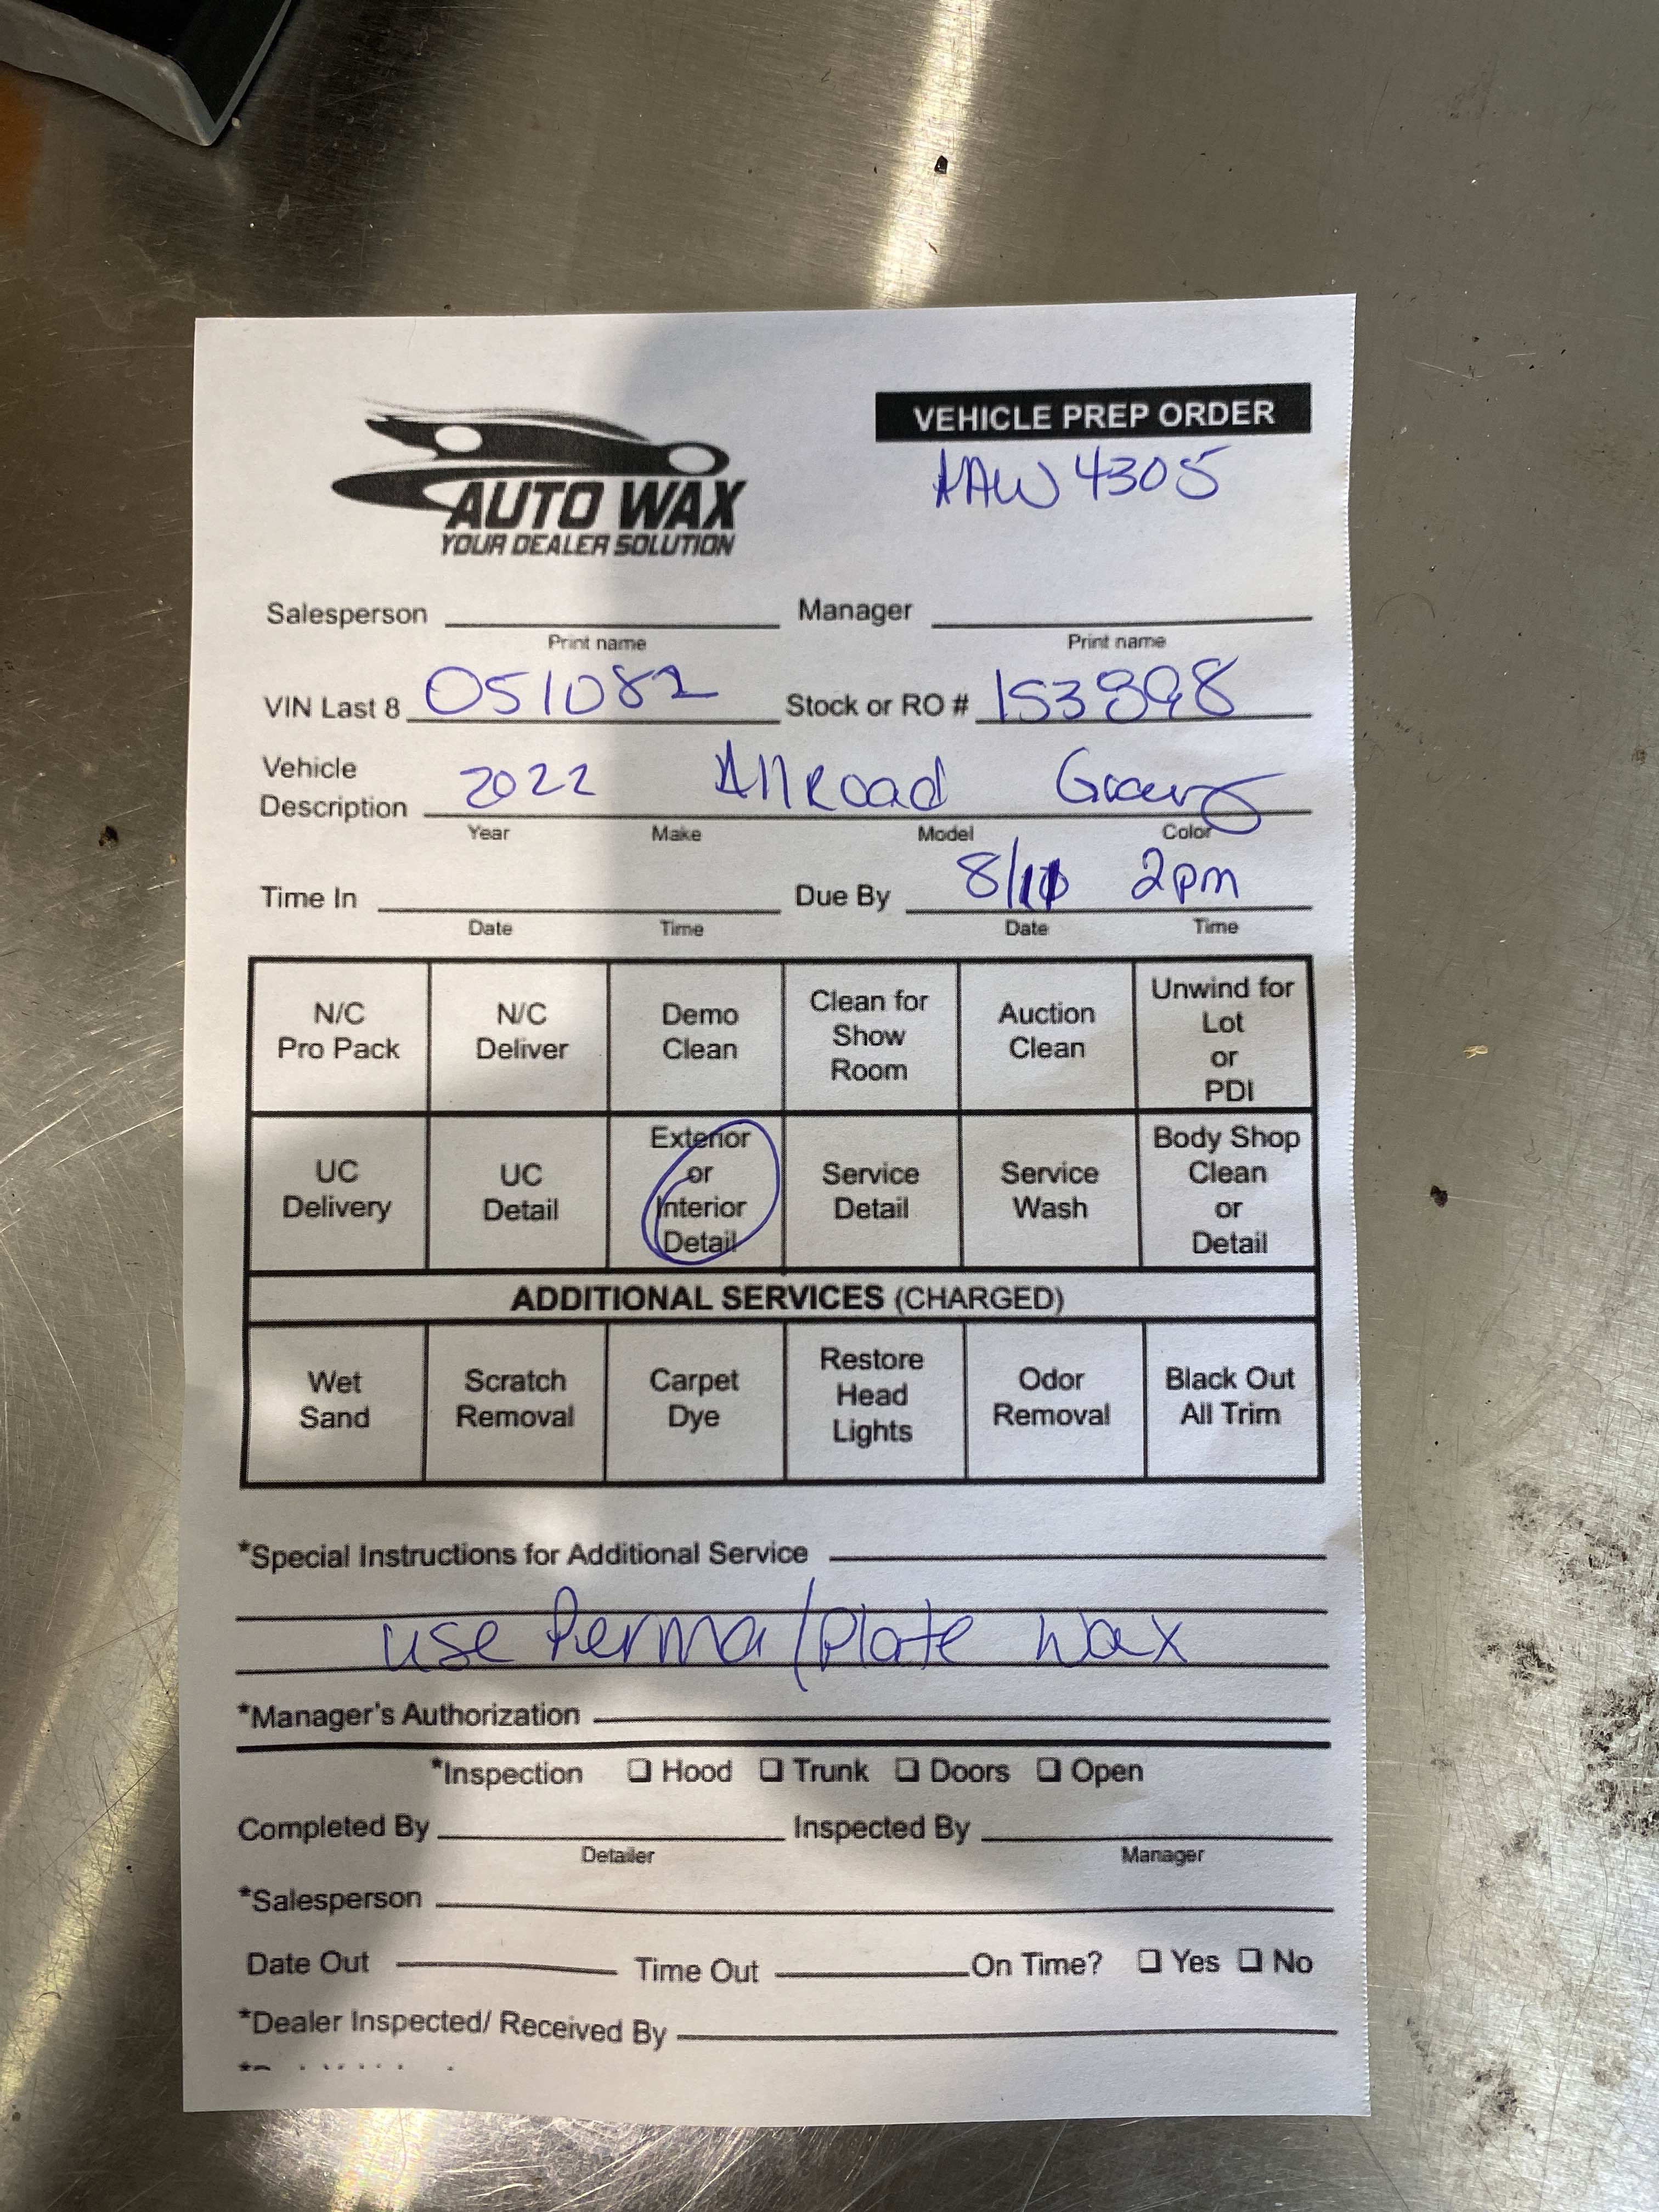 VEHICLE PREP ORDER
AAW 4305
AUTO WAX
YOUR DEALER SOLUTION
Salesperson Manager
Print name Print name
VIN Last 8 051082 Stock or RO # 153898
Vehicle
Description 2022 Allroad Gray
Year Make Model Color
Time In Due By 8/11 2pm
Date Time Date Time
N/C
Pro Pack
N/C
Deliver
Demo
Clean
Clean for
Show
Room
Auction
Clean
Unwind for
Lot
or
PDI
UC
Delivery
UC
Detail
Exterior
or
Interior
Detail
Service
Detail
Service
Wash
Body Shop
Clean
or
Detail
ADDITIONAL SERVICES (CHARGED)
Wet
Sand
Scratch
Removal
Carpet
Dye
Restore
Head
Lights
Odor
Removal
Black Out
All Trim
*Special Instructions for Additional Service
use Perma/Plate Wax
*Manager's Authorization
*Inspection ❑ Hood ❑ Trunk ❑ Doors ❑ Open
Completed By Inspected By
Detailer Manager
*Salesperson
Date Out Time Out On Time? ❑ Yes ❑ No
*Dealer Inspected/ Received By